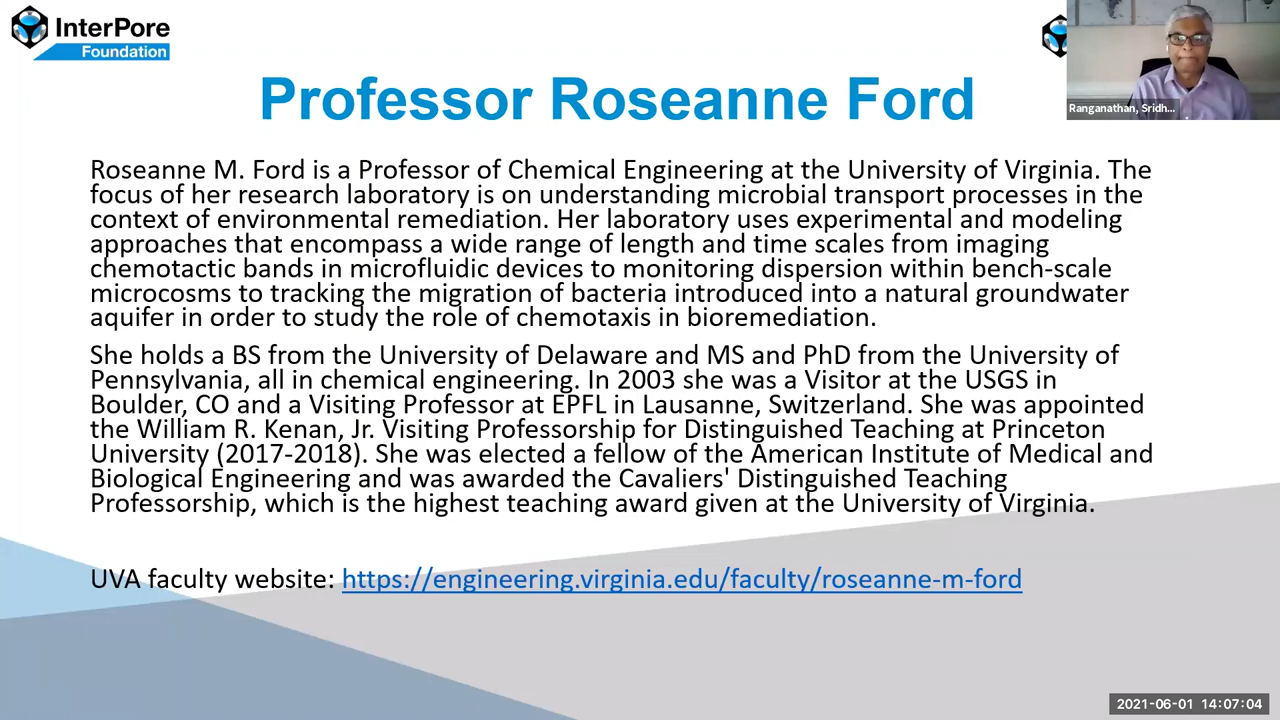 InterPore
Foundation
Professor Roseanne Ford
Ranganathan, Sridh...
Roseanne M. Ford is a Professor of Chemical Engineering at the University of Virginia. The
focus of her research laboratory is on understanding microbial transport processes in the
context of environmental remediation. Her laboratory uses experimental and modeling
approaches that encompass a wide range of length and time scales from imaging
chemotactic bands in microfluidic devices to monitoring dispersion within bench-scale
microcosms to tracking the migration of bacteria introduced into a natural groundwater
aquifer in order to study the role of chemotaxis in bioremediation.
She holds a BS from the University of Delaware and MS and PhD from the University of
Pennsylvania, all in chemical engineering. In 2003 she was a Visitor at the USGS in
Boulder, CO and a Visiting Professor at EPFL in Lausanne, Switzerland. She was appointed
the William R. Kenan, Jr. Visiting Professorship for Distinguished Teaching at Princeton
University (2017-2018). She was elected a fellow of the American Institute of Medical and
Biological Engineering and was awarded the Cavaliers' Distinguished Teaching
Professorship, which is the highest teaching award given at the University of Virginia.
UVA faculty website: https://engineering.virginia.edu/faculty/roseanne-m-ford
2021-06-01 14:07:04